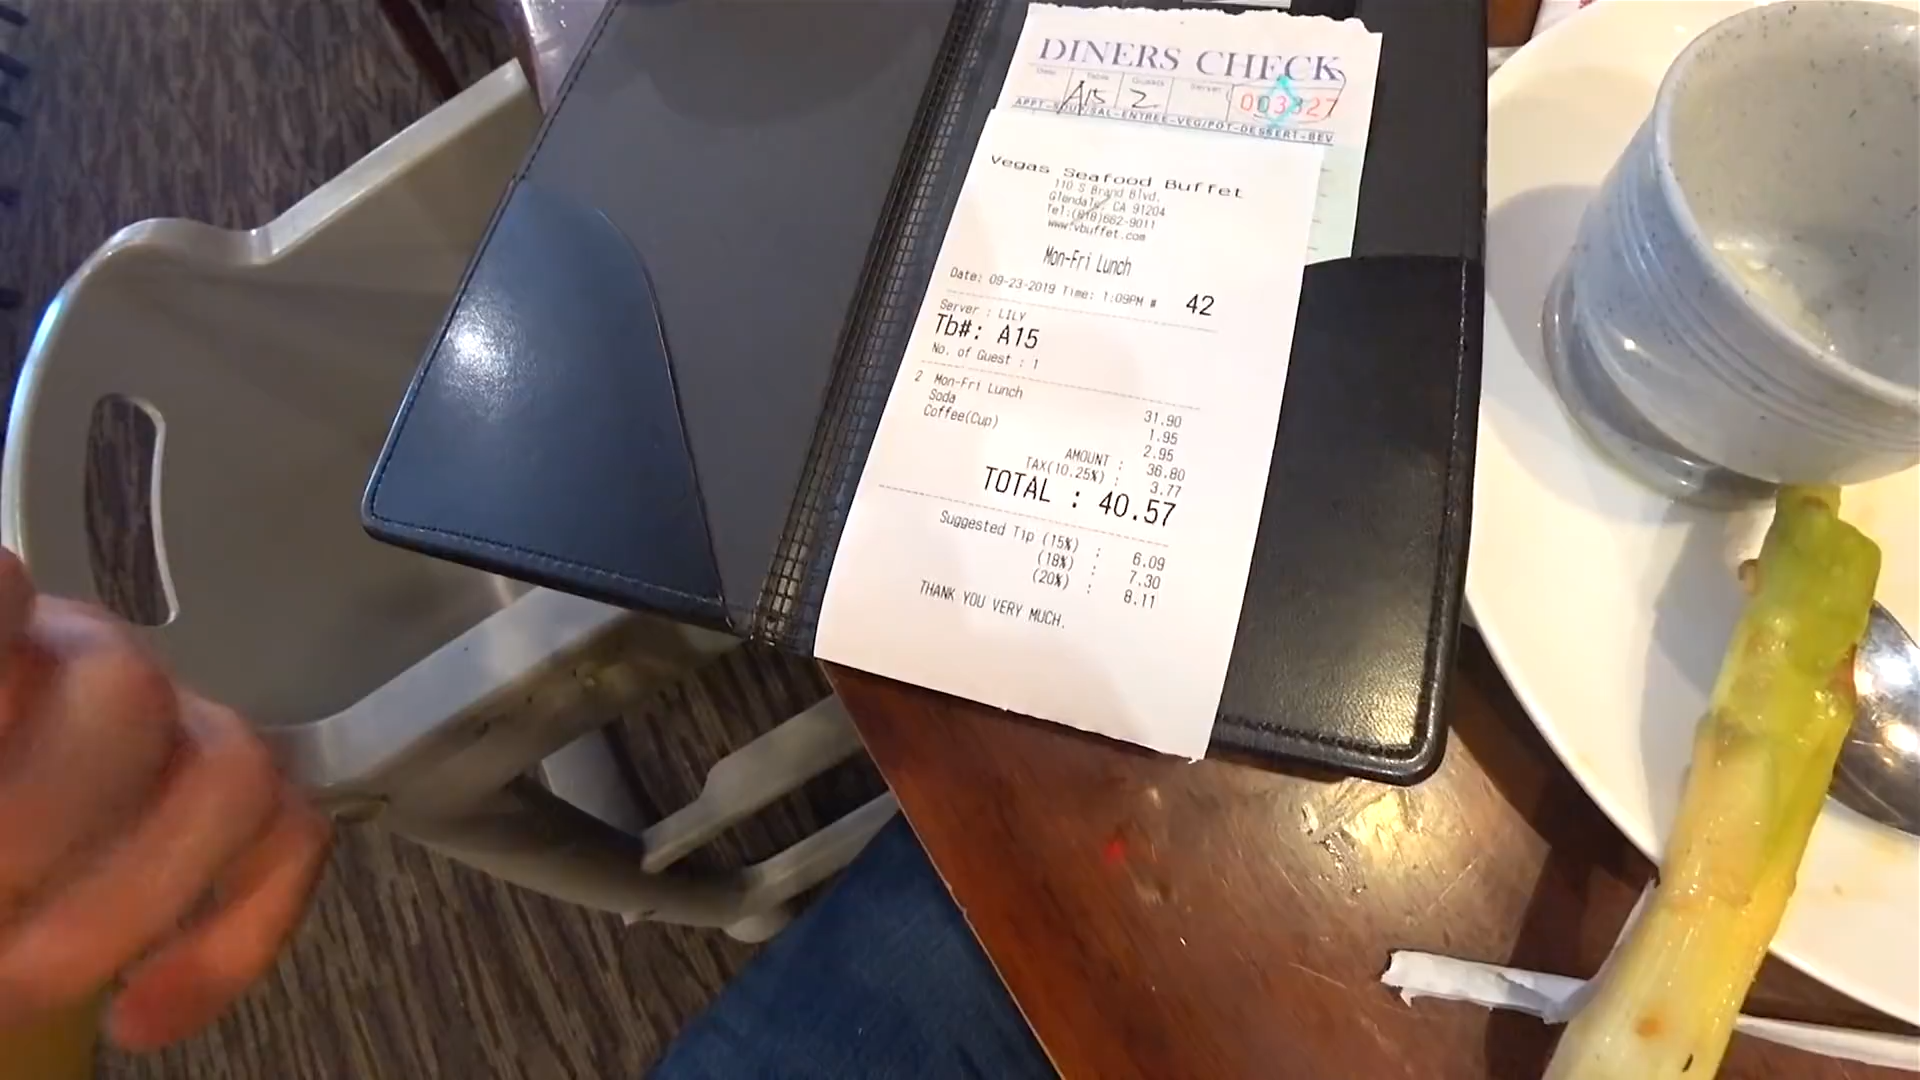 DINERS CHECK
Date Table Guests Server
A15 2 003327
APPT-SOUP/SAL-ENTREE-VEG/POT-DESSERT-BEV
Vegas Seafood Buffet
110 S Brand Blvd.
Glendale, CA 91204
Tel:(818)662-9011
www.vbuffet.com
Mon-Fri Lunch
Date: 09-23-2019 Time: 1:09PM # 42
Server : LILY
Tb#: A15
No. of Guest : 1
2 Mon-Fri Lunch 31.90
Soda 1.95
Coffee(Cup) 2.95
AMOUNT : 36.80
TAX(10.25%) : 3.77
TOTAL : 40.57
Suggested Tip (15%) : 6.09
(18%) : 7.30
(20%) : 8.11
THANK YOU VERY MUCH.